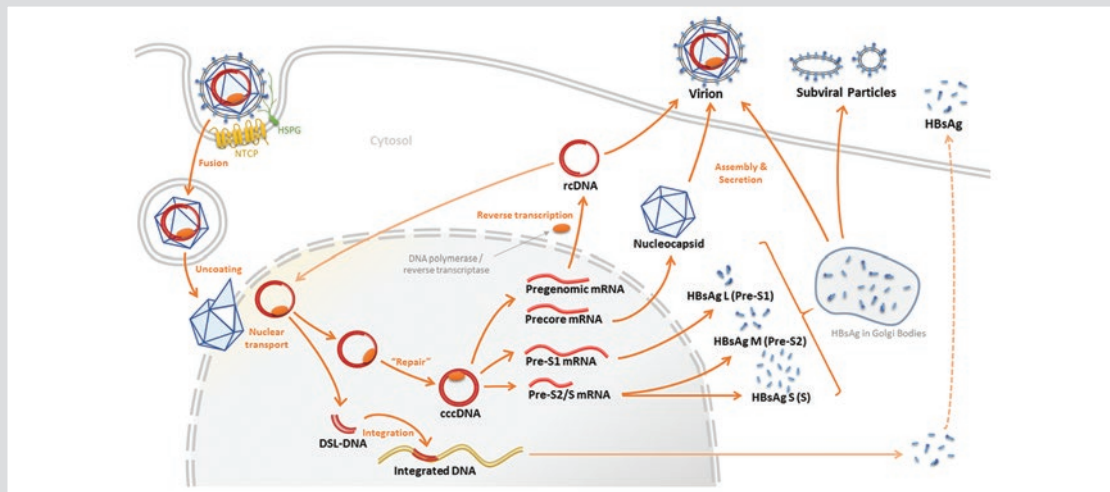 Virion
Subviral Particles
HBsAg
HSPG
NTCP
Cytosol
Fusion
Assembly &
Secretion
rcDNA
Reverse transcription
Nucleocapsid
DNA polymerase /
reverse transcriptase
Uncoating
Pregenomic mRNA
HBsAg L (Pre-S1)
Precore mRNA
Nuclear
transport
HBsAg in Golgi Bodies
HBsAg M (Pre-S2)
"Repair"
Pre-S1 mRNA
Pre-S2/S mRNA
HBsAg S (S)
cccDNA
DSL-DNA
Integration
Integrated DNA